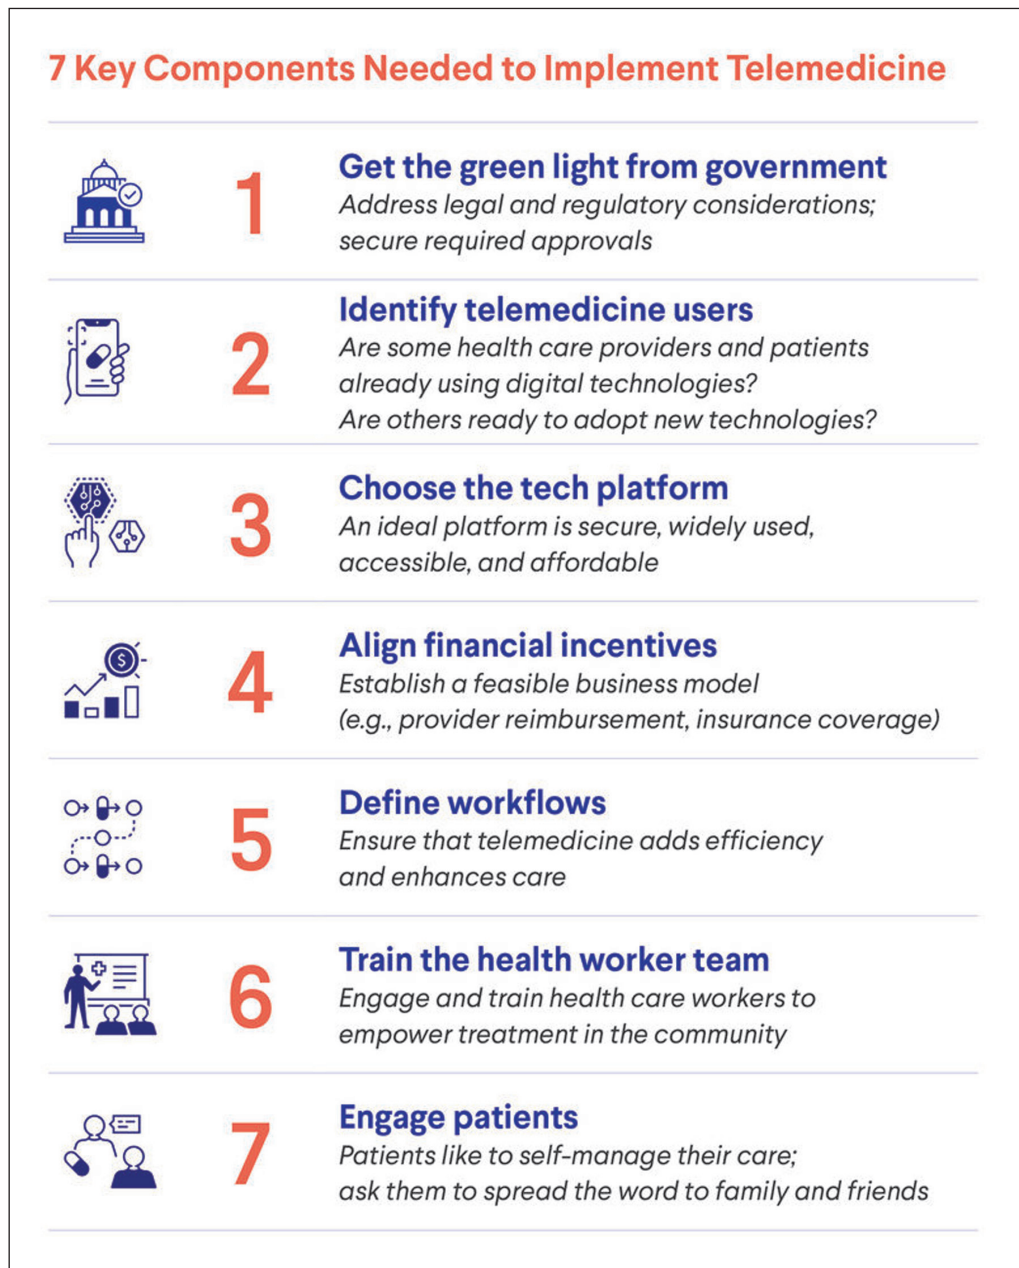 7 Key Components Needed to Implement Telemedicine
1
Get the green light from government
Address legal and regulatory considerations;
secure required approvals
2
Identify telemedicine users
Are some health care providers and patients
already using digital technologies?
Are others ready to adopt new technologies?
3
Choose the tech platform
An ideal platform is secure, widely used,
accessible, and affordable
$
4
Align financial incentives
Establish a feasible business model
(e.g., provider reimbursement, insurance coverage)
5
Define workflows
Ensure that telemedicine adds efficiency
and enhances care
6
Train the health worker team
Engage and train health care workers to
empower treatment in the community
7
Engage patients
Patients like to self-manage their care;
ask them to spread the word to family and friends